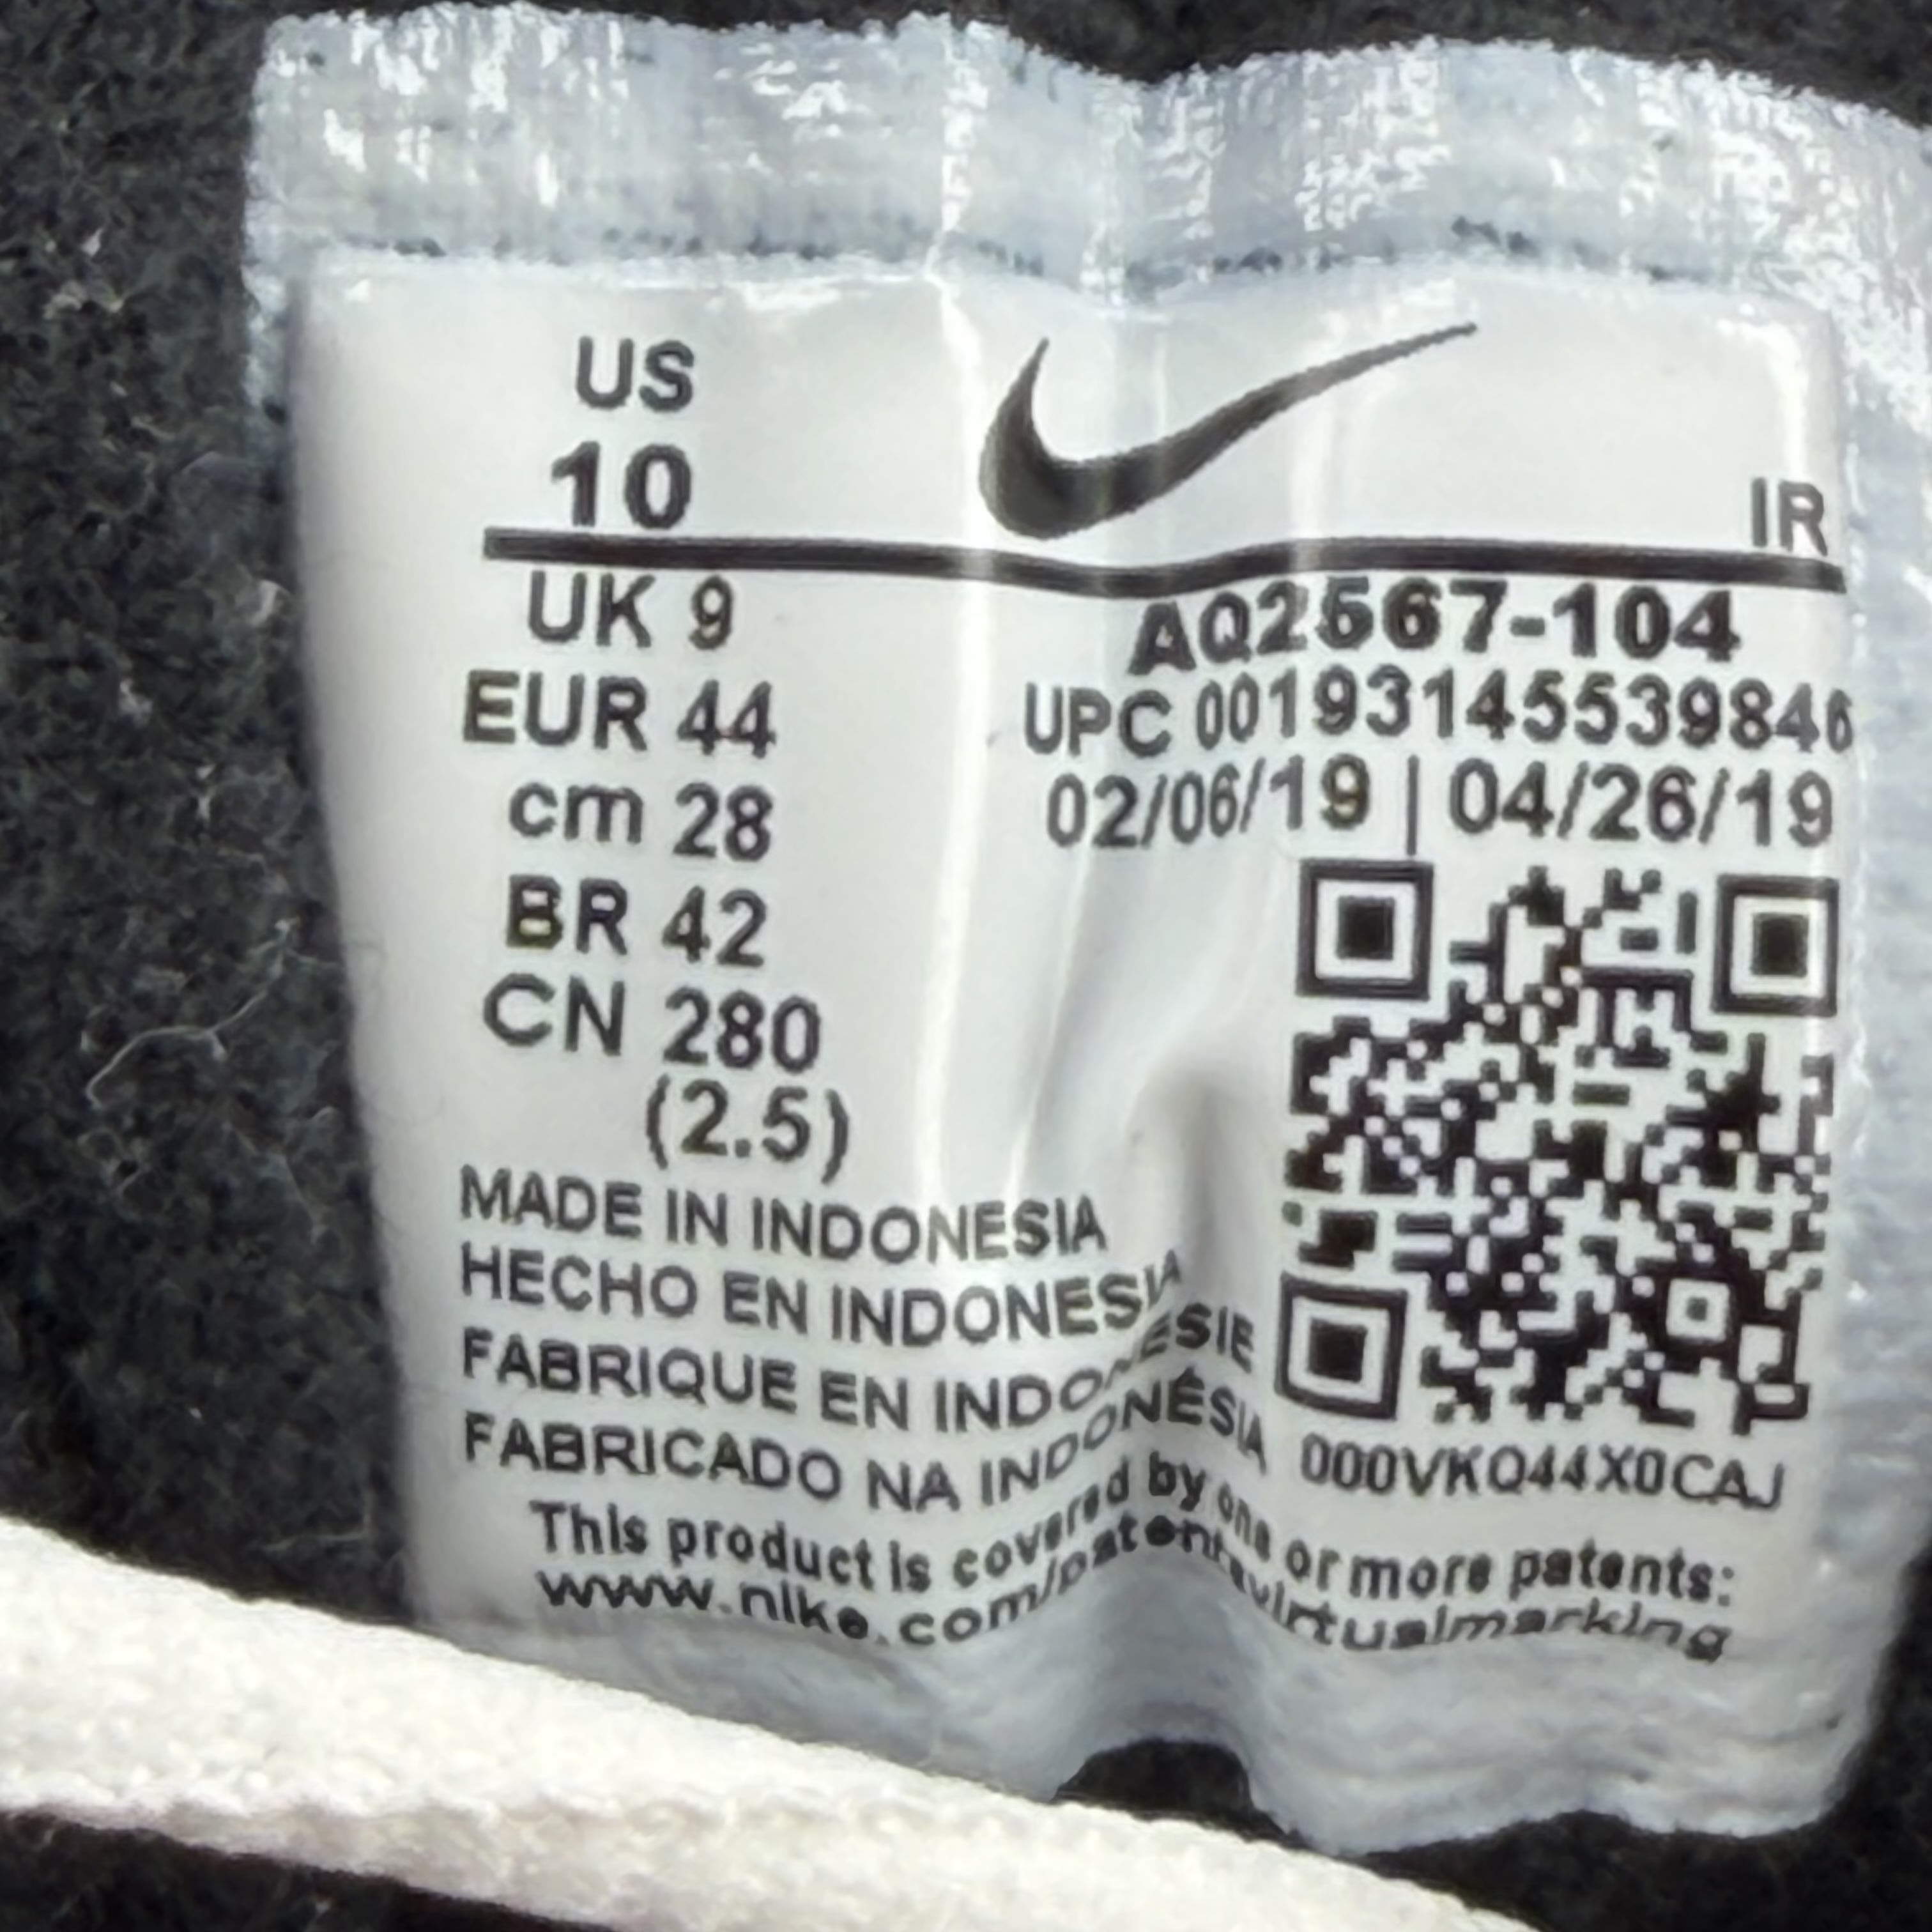 US
10
IR
UK 9
EUR 44
cm 28
BR 42
CN 280
(2.5)
AQ2567-104
UPC 00193145539846
02/06/19 | 04/26/19
MADE IN INDONESIA
HECHO EN INDONESIA
FABRIQUE EN INDONESIE
FABRICADO NA INDONÉSIA
000VKQ44X0CAJ
This product is covered by one or more patents:
www.nike.com/patentsvirtualmarking